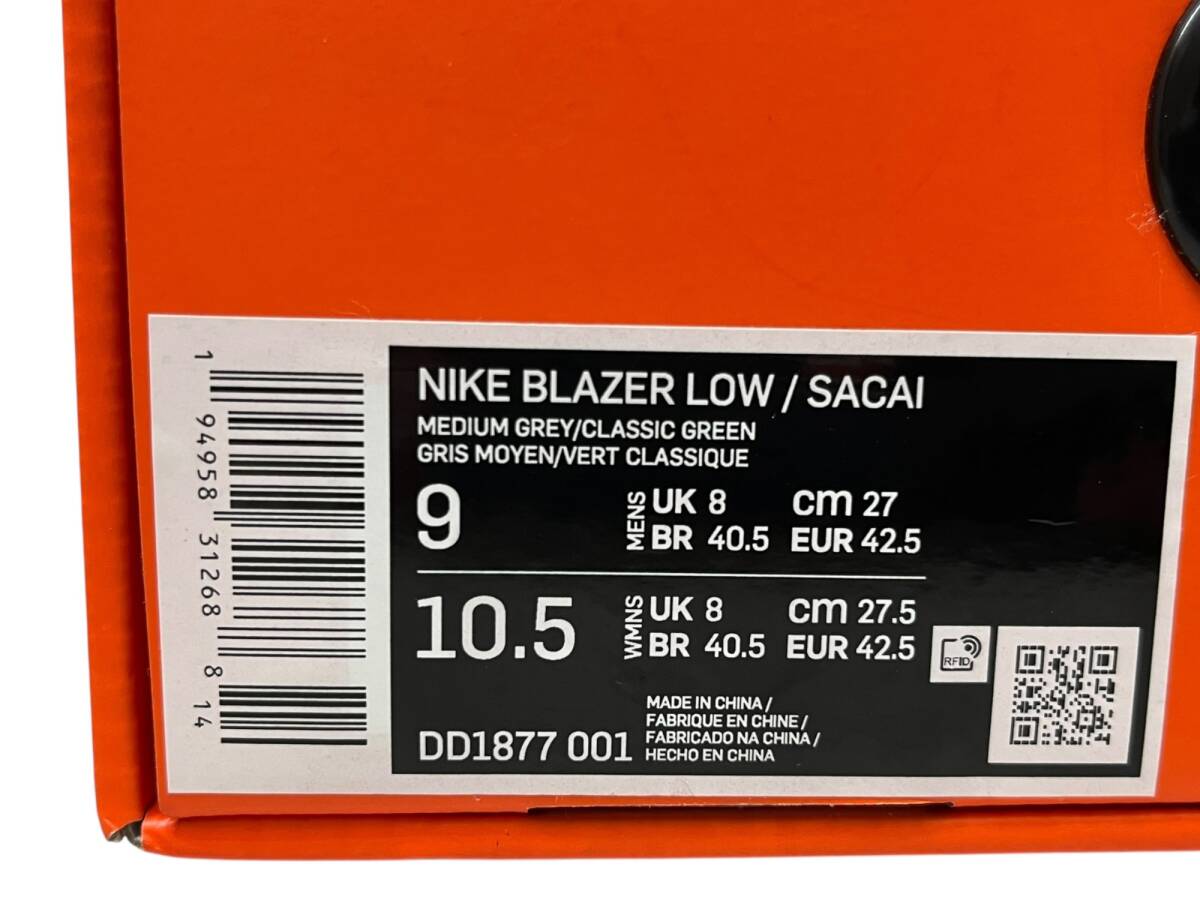 1 94958 31268 8 14
NIKE BLAZER LOW / SACAI
MEDIUM GREY/CLASSIC GREEN
GRIS MOYEN/VERT CLASSIQUE
9 MENS UK 8 cm 27
BR 40.5 EUR 42.5
10.5 WMNS UK 8 cm 27.5
BR 40.5 EUR 42.5
RFID
MADE IN CHINA /
FABRIQUE EN CHINE /
FABRICADO NA CHINA /
HECHO EN CHINA
DD1877 001